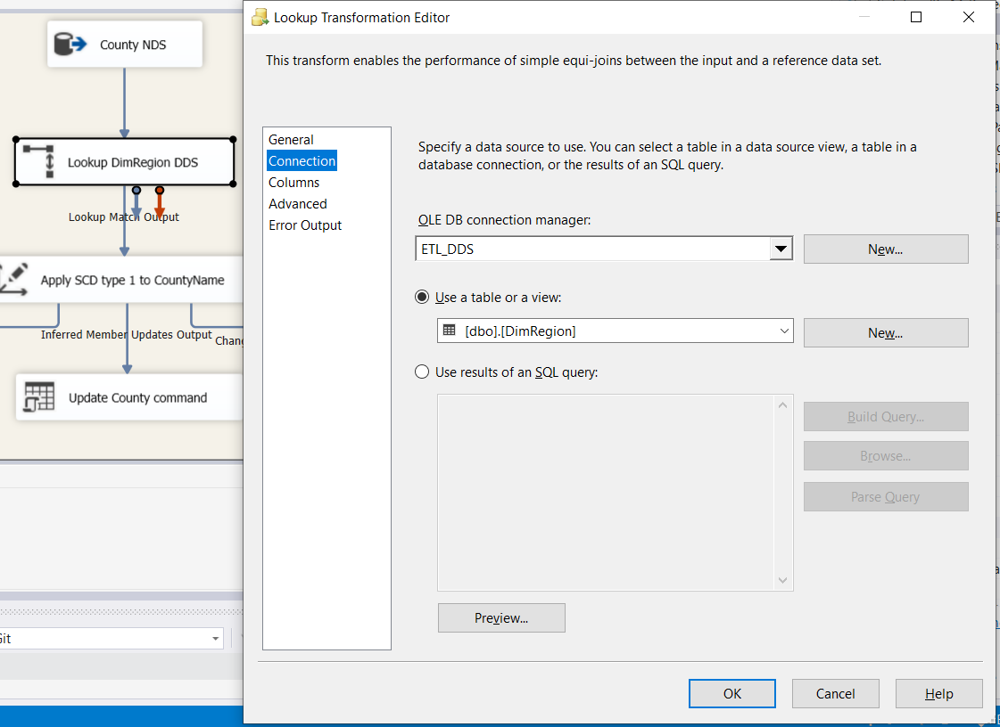 Lookup Transformation Editor
This transform enables the performance of simple equi-joins between the input and a reference data set.
General
Connection
Columns
Advanced
Error Output
Specify a data source to use. You can select a table in a data source view, a table in a
database connection, or the results of an SQL query.
OLE DB connection manager:
ETL_DDS
New...
Use a table or a view:
[dbo].[DimRegion]
New...
Use results of an SQL query:
Build Query...
Browse...
Parse Query
Preview...
OK
Cancel
Help
County NDS
Lookup DimRegion DDS
Lookup Match Output
Apply SCD type 1 to CountyName
Inferred Member Updates Output
Update County command